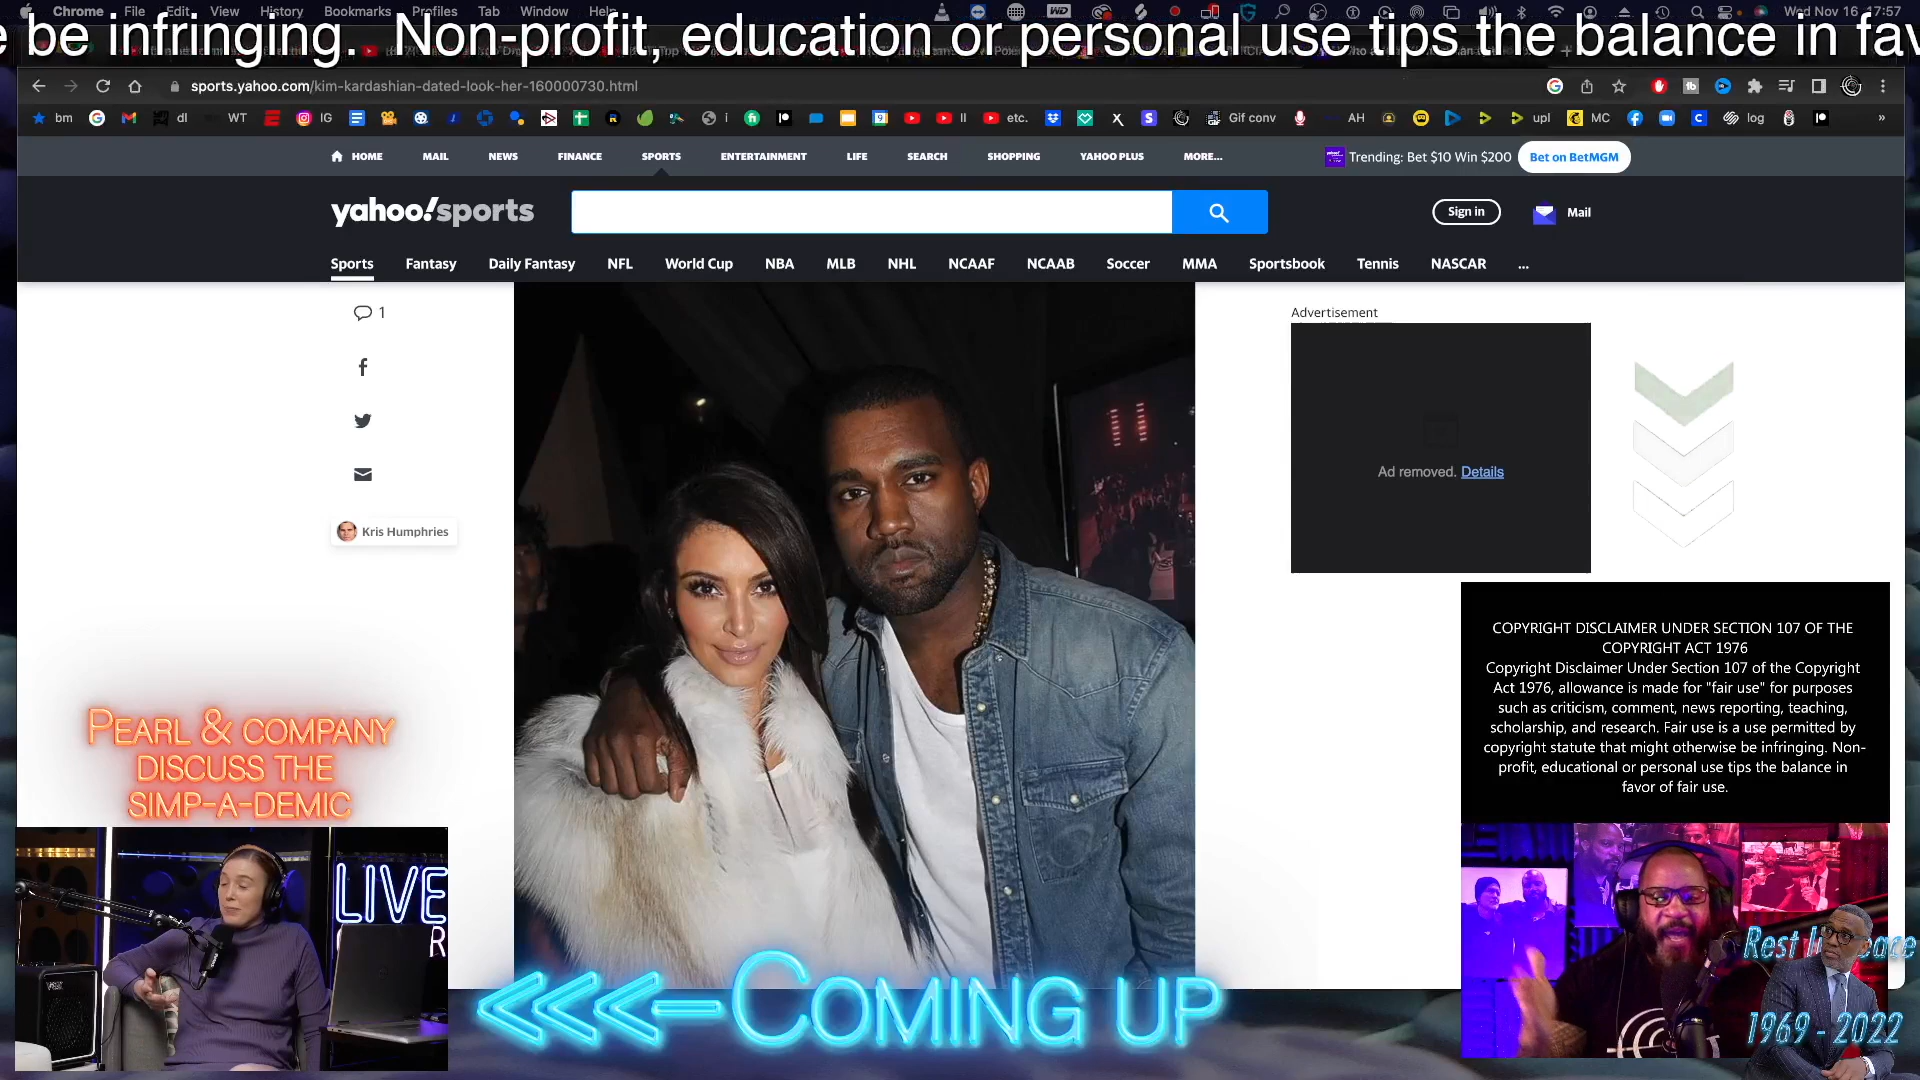 Chrome File Edit View History Bookmarks Profiles Tab Window Help
Wed Nov 16 17:57
be infringing. Non-profit, education or personal use tips the balance in fav
sports.yahoo.com/kim-kardashian-dated-look-her-160000730.html
bm dl WT IG i II etc. Gif conv AH upl MC log »
HOME MAIL NEWS FINANCE SPORTS ENTERTAINMENT LIFE SEARCH SHOPPING YAHOO PLUS MORE...
Trending: Bet $10 Win $200 Bet on BetMGM
yahoo!sports
Sign in Mail
Sports Fantasy Daily Fantasy NFL World Cup NBA MLB NHL NCAAF NCAAB Soccer MMA Sportsbook Tennis NASCAR ...
1
Advertisement
Ad removed. Details
Kris Humphries
COPYRIGHT DISCLAIMER UNDER SECTION 107 OF THE
COPYRIGHT ACT 1976
Copyright Disclaimer Under Section 107 of the Copyright
Act 1976, allowance is made for "fair use" for purposes
such as criticism, comment, news reporting, teaching,
scholarship, and research. Fair use is a use permitted by
copyright statute that might otherwise be infringing. Non-
profit, educational or personal use tips the balance in
favor of fair use.
Pearl & company
discuss the
simp-a-demic
LIVE
R
<<<-Coming up
Rest
1969 - 2022